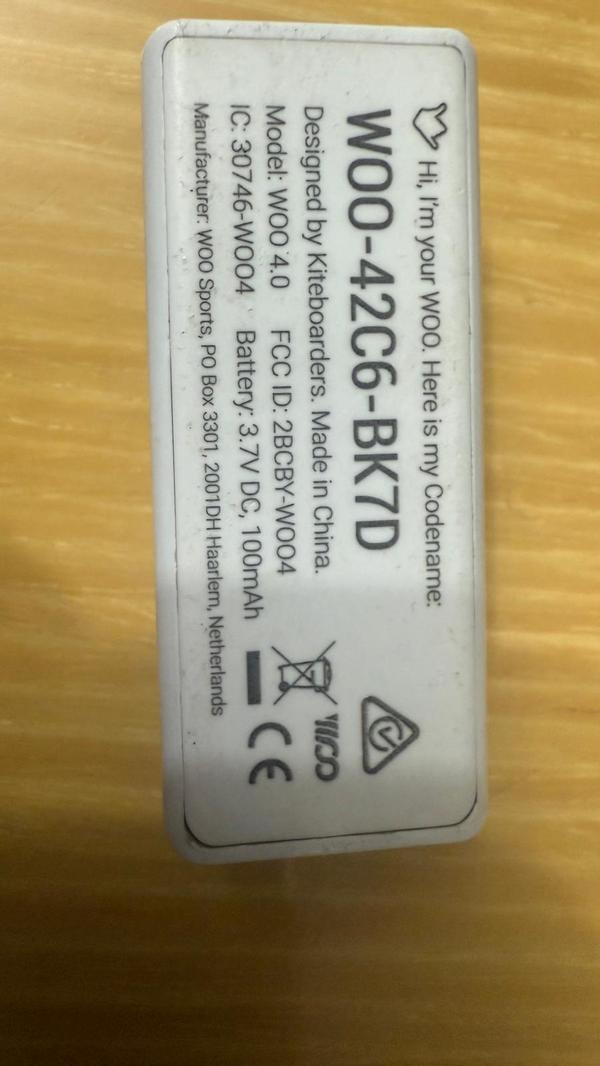 Hi, I'm your WOO. Here is my Codename:
WOO-42C6-BK7D
Designed by Kiteboarders. Made in China.
Model: WOO 4.0 FCC ID: 2BCBY-WOO4
IC: 30746-WOO4 Battery: 3.7V DC, 100mAh
Manufacturer: WOO Sports, PO Box 3301, 2001DH Haarlem, Netherlands
WOO
CE